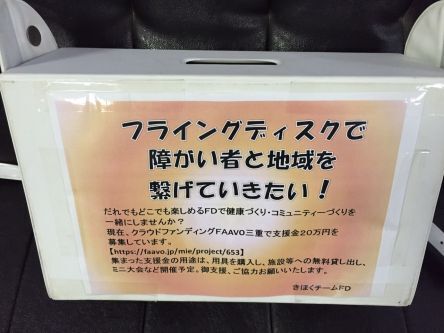 フライングディスクで
障がい者と地域を
繋げていきたい！
だれでもどこでも楽しめるFDで健康づくり・コミュニティーづくりを
一緒にしませんか？
現在、クラウドファンディングFAAVO三重で支援金20万円を
募集しています。
【https://faavo.jp/mie/project/653】
集まった支援金の用途は、用具を購入し、施設等への無料貸し出し、
ミニ大会など開催予定。御支援、ご協力お願いいたします。
きほくチームFD